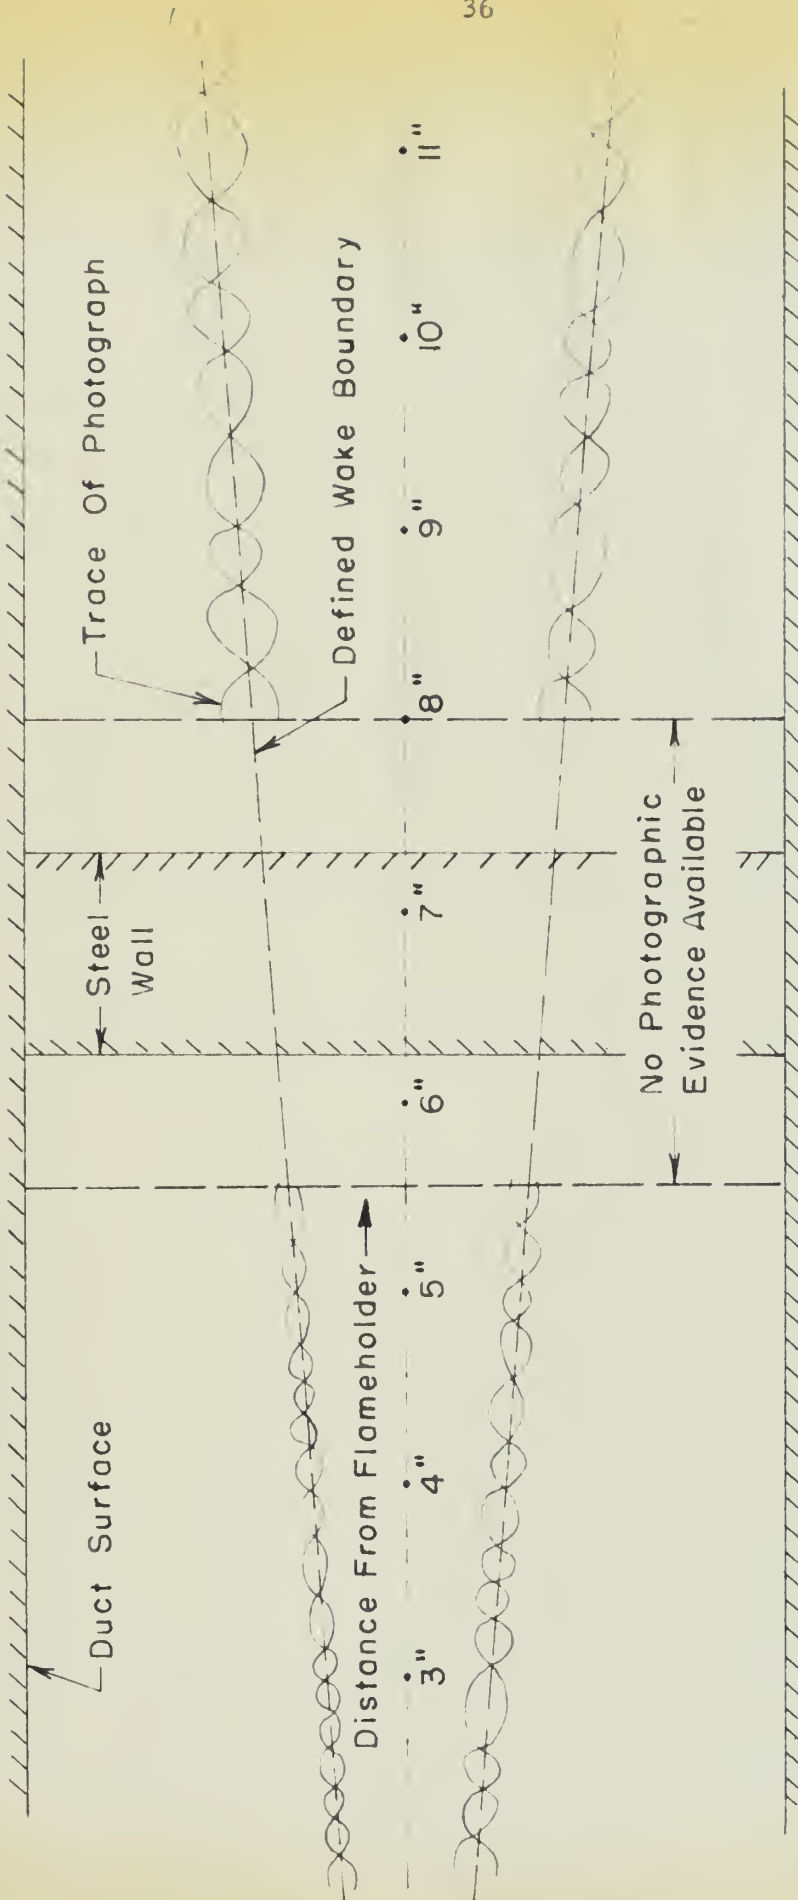 36
Duct Surface
Steel
Wall
Trace Of Photograph
Defined Wake Boundary
Distance From Flameholder
3" 4" 5" 6" 7" 8" 9" 10" 11"
No Photographic
Evidence Available